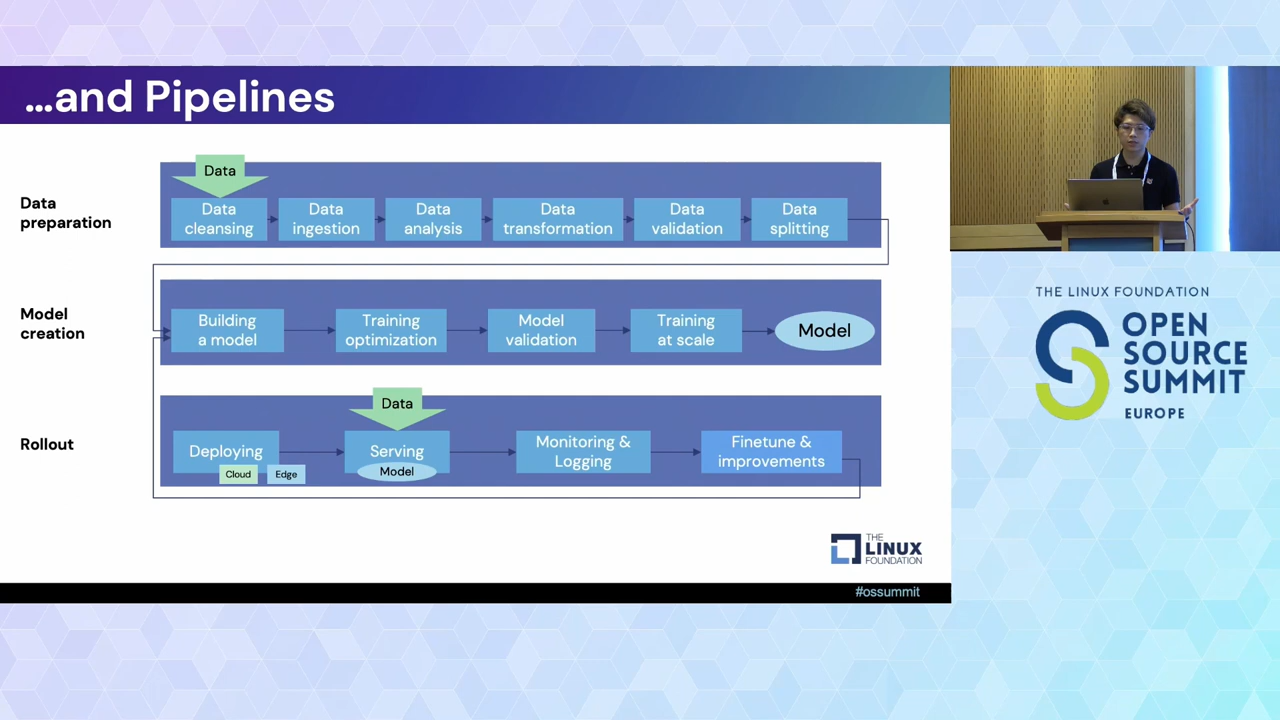 …and Pipelines
Data
preparation
Data
Data
cleansing
Data
ingestion
Data
analysis
Data
transformation
Data
validation
Data
splitting
Model
creation
Building
a model
Training
optimization
Model
validation
Training
at scale
Model
Rollout
Data
Deploying
Cloud
Edge
Serving
Model
Monitoring &
Logging
Finetune &
improvements
THE
LINUX
FOUNDATION
#ossummit
THE LINUX FOUNDATION
OPEN
SOURCE
SUMMIT
EUROPE